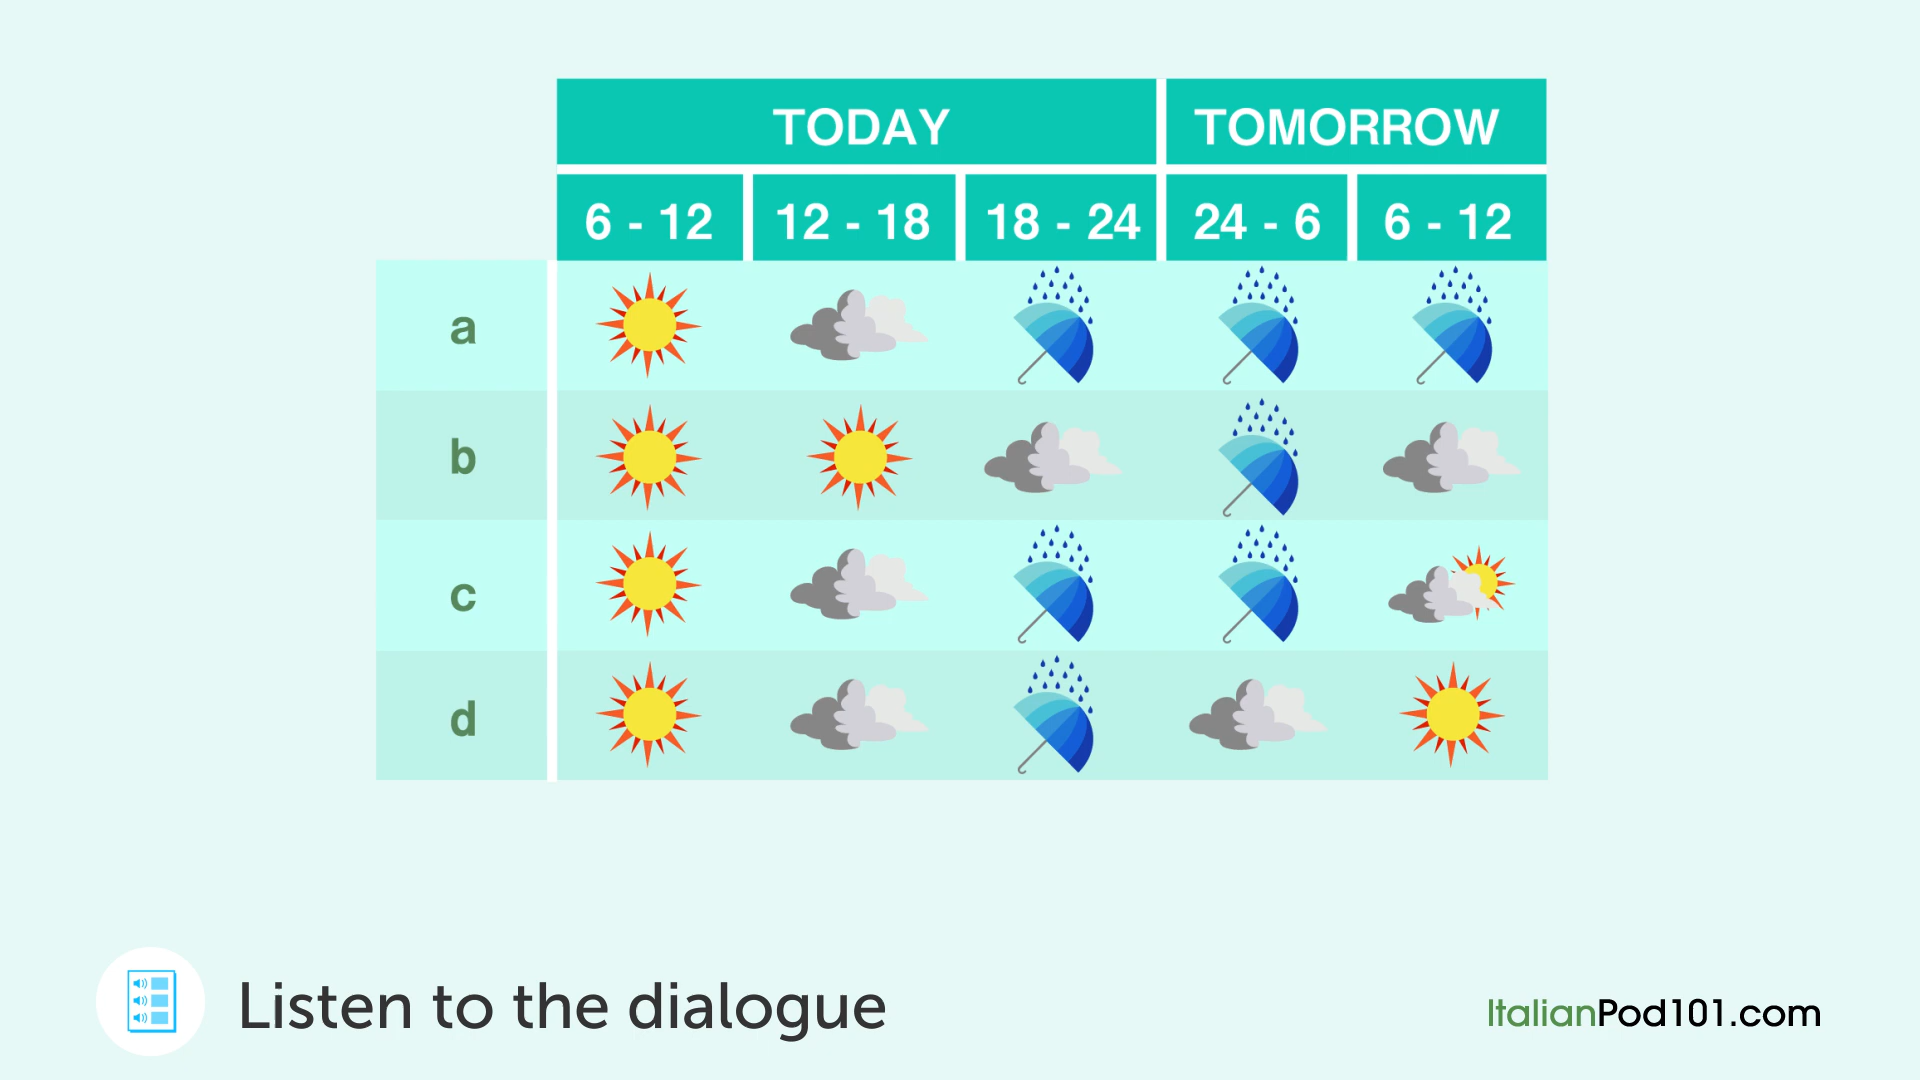 TODAY TOMORROW
6 - 12 12 - 18 18 - 24 24 - 6 6 - 12
a
b
c
d
Listen to the dialogue
ItalianPod101.com